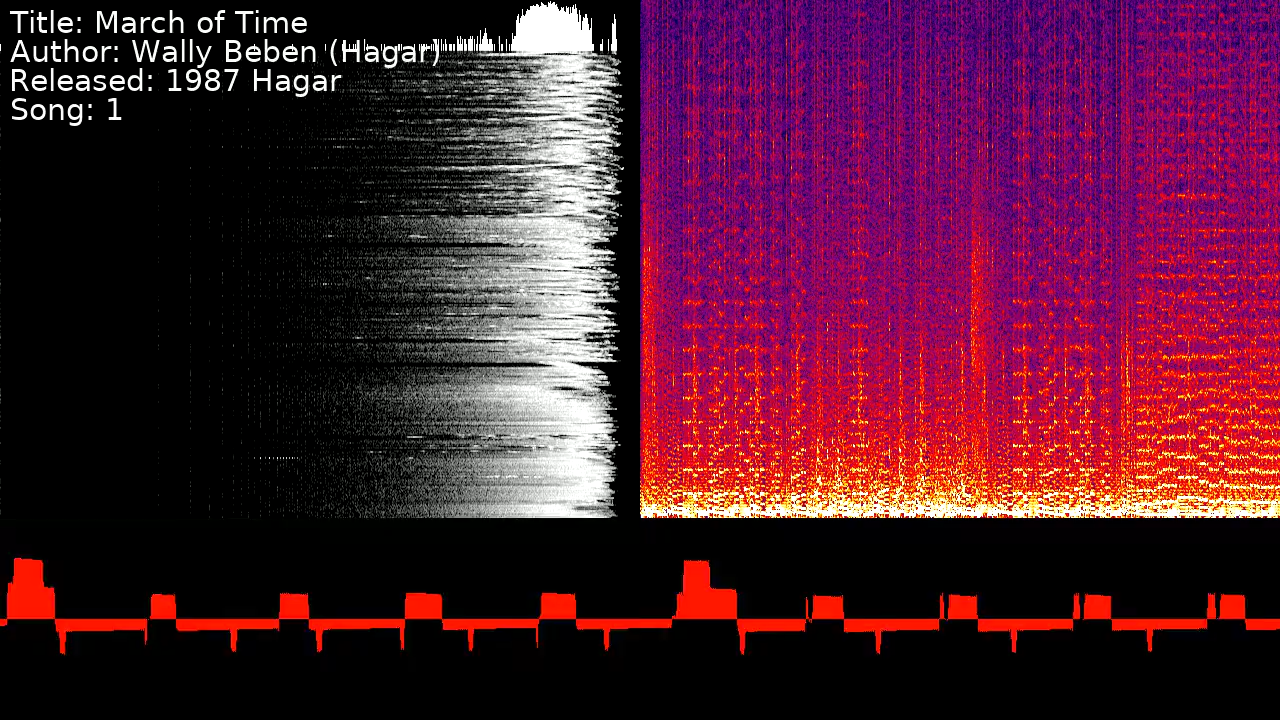 Title: March of Time
Author: Wally Beben (Hagar)
Released: 1987 Hagar
Song: 1